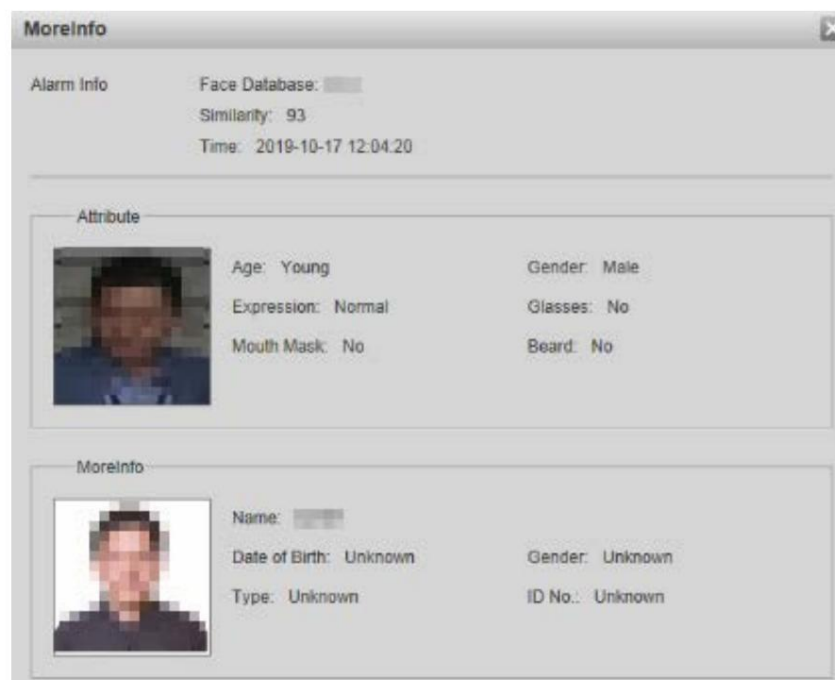 MoreInfo
Alarm Info
Face Database:
Similarity: 93
Time: 2019-10-17 12:04:20
Attribute
Age: Young Gender: Male
Expression: Normal Glasses: No
Mouth Mask: No Beard: No
MoreInfo
Name:
Date of Birth: Unknown Gender: Unknown
Type: Unknown ID No.: Unknown